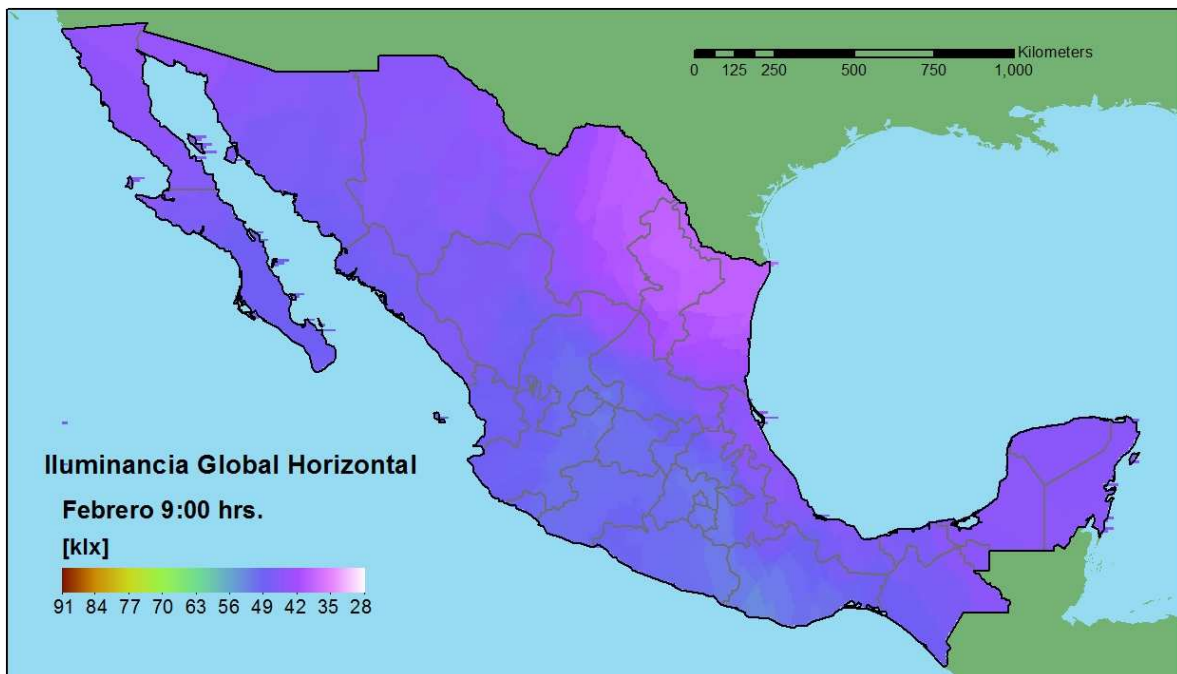 Kilometers
0 125 250 500 750 1,000
Iluminancia Global Horizontal
Febrero 9:00 hrs.
[klx]
91 84 77 70 63 56 49 42 35 28